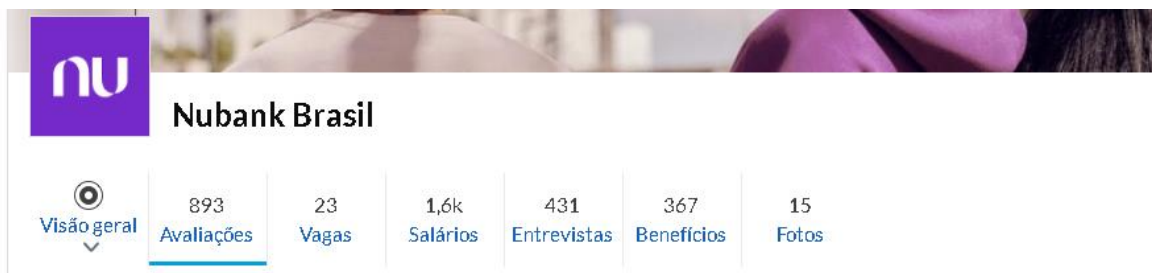 nu
Nubank Brasil
893 23 1,6k 431 367 15
Visão geral Avaliações Vagas Salários Entrevistas Benefícios Fotos